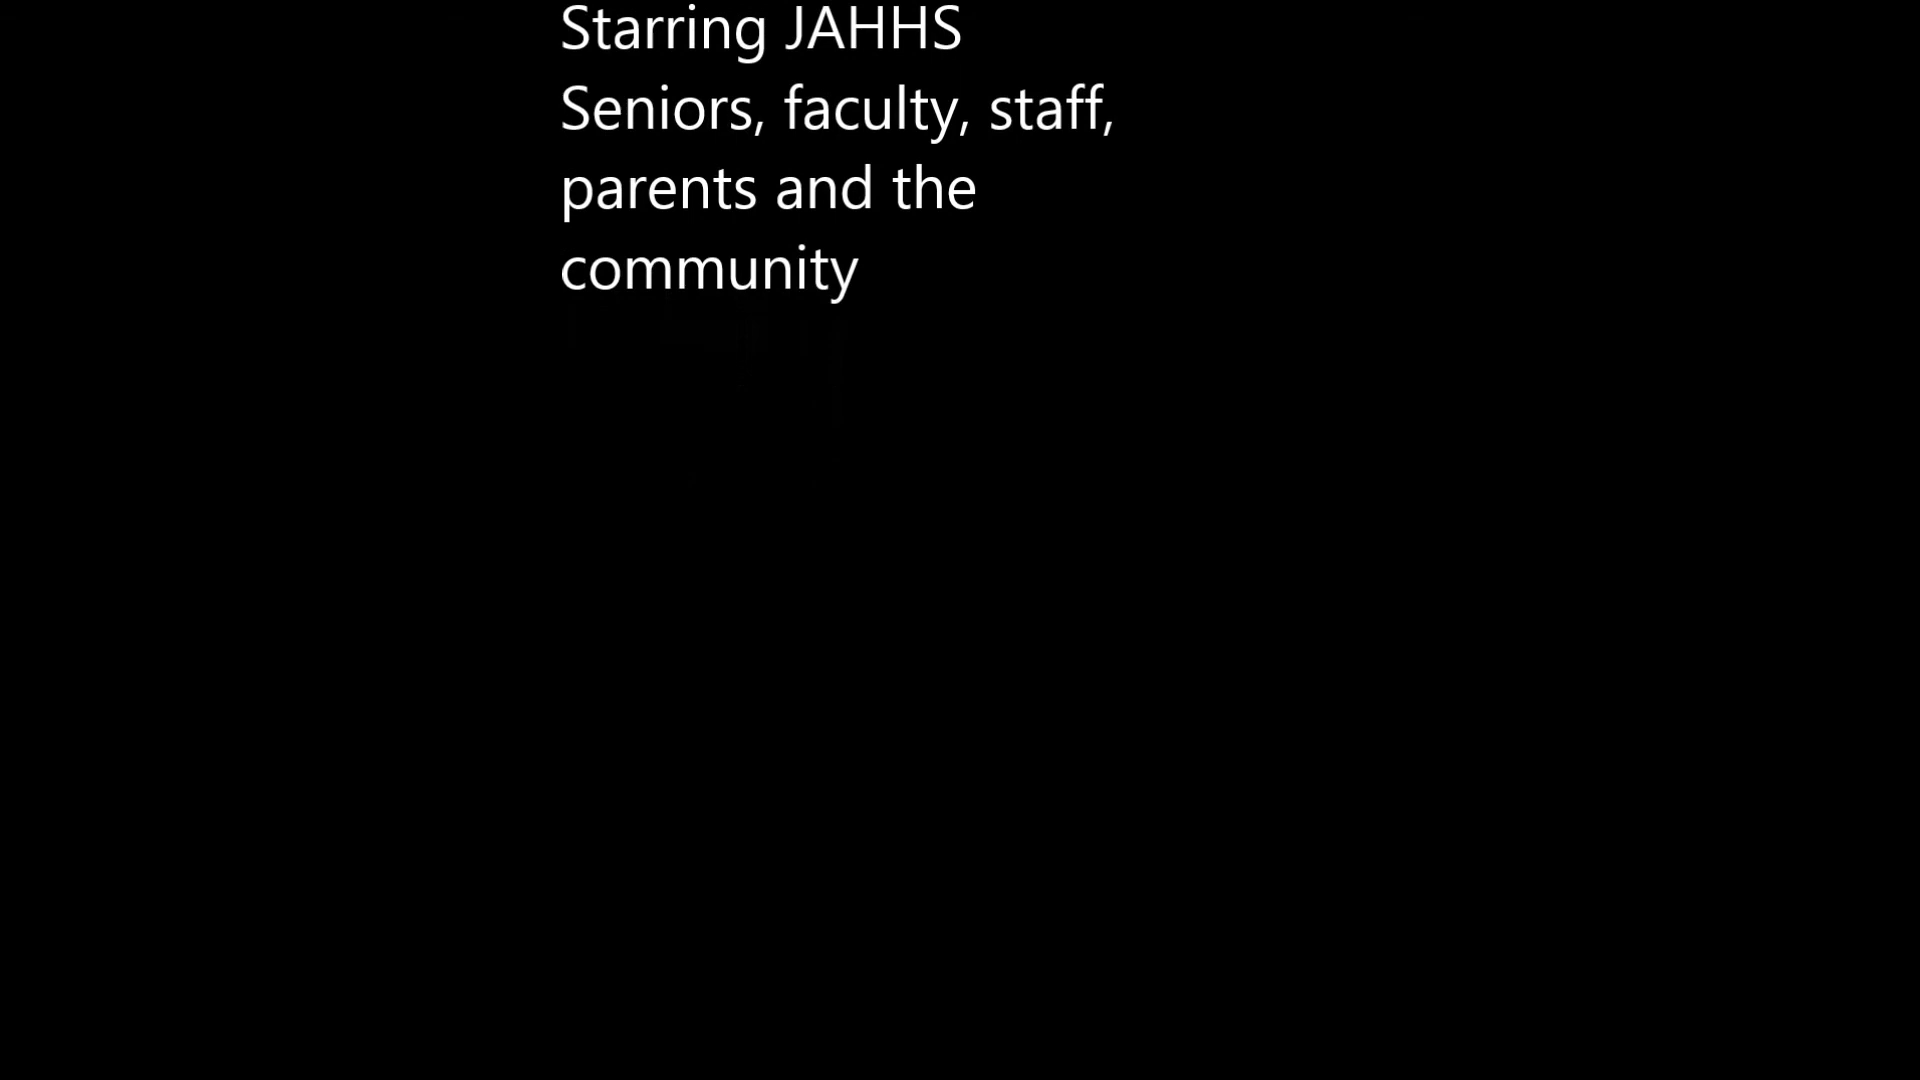 Starring JAHHS
Seniors, faculty, staff,
parents and the
community